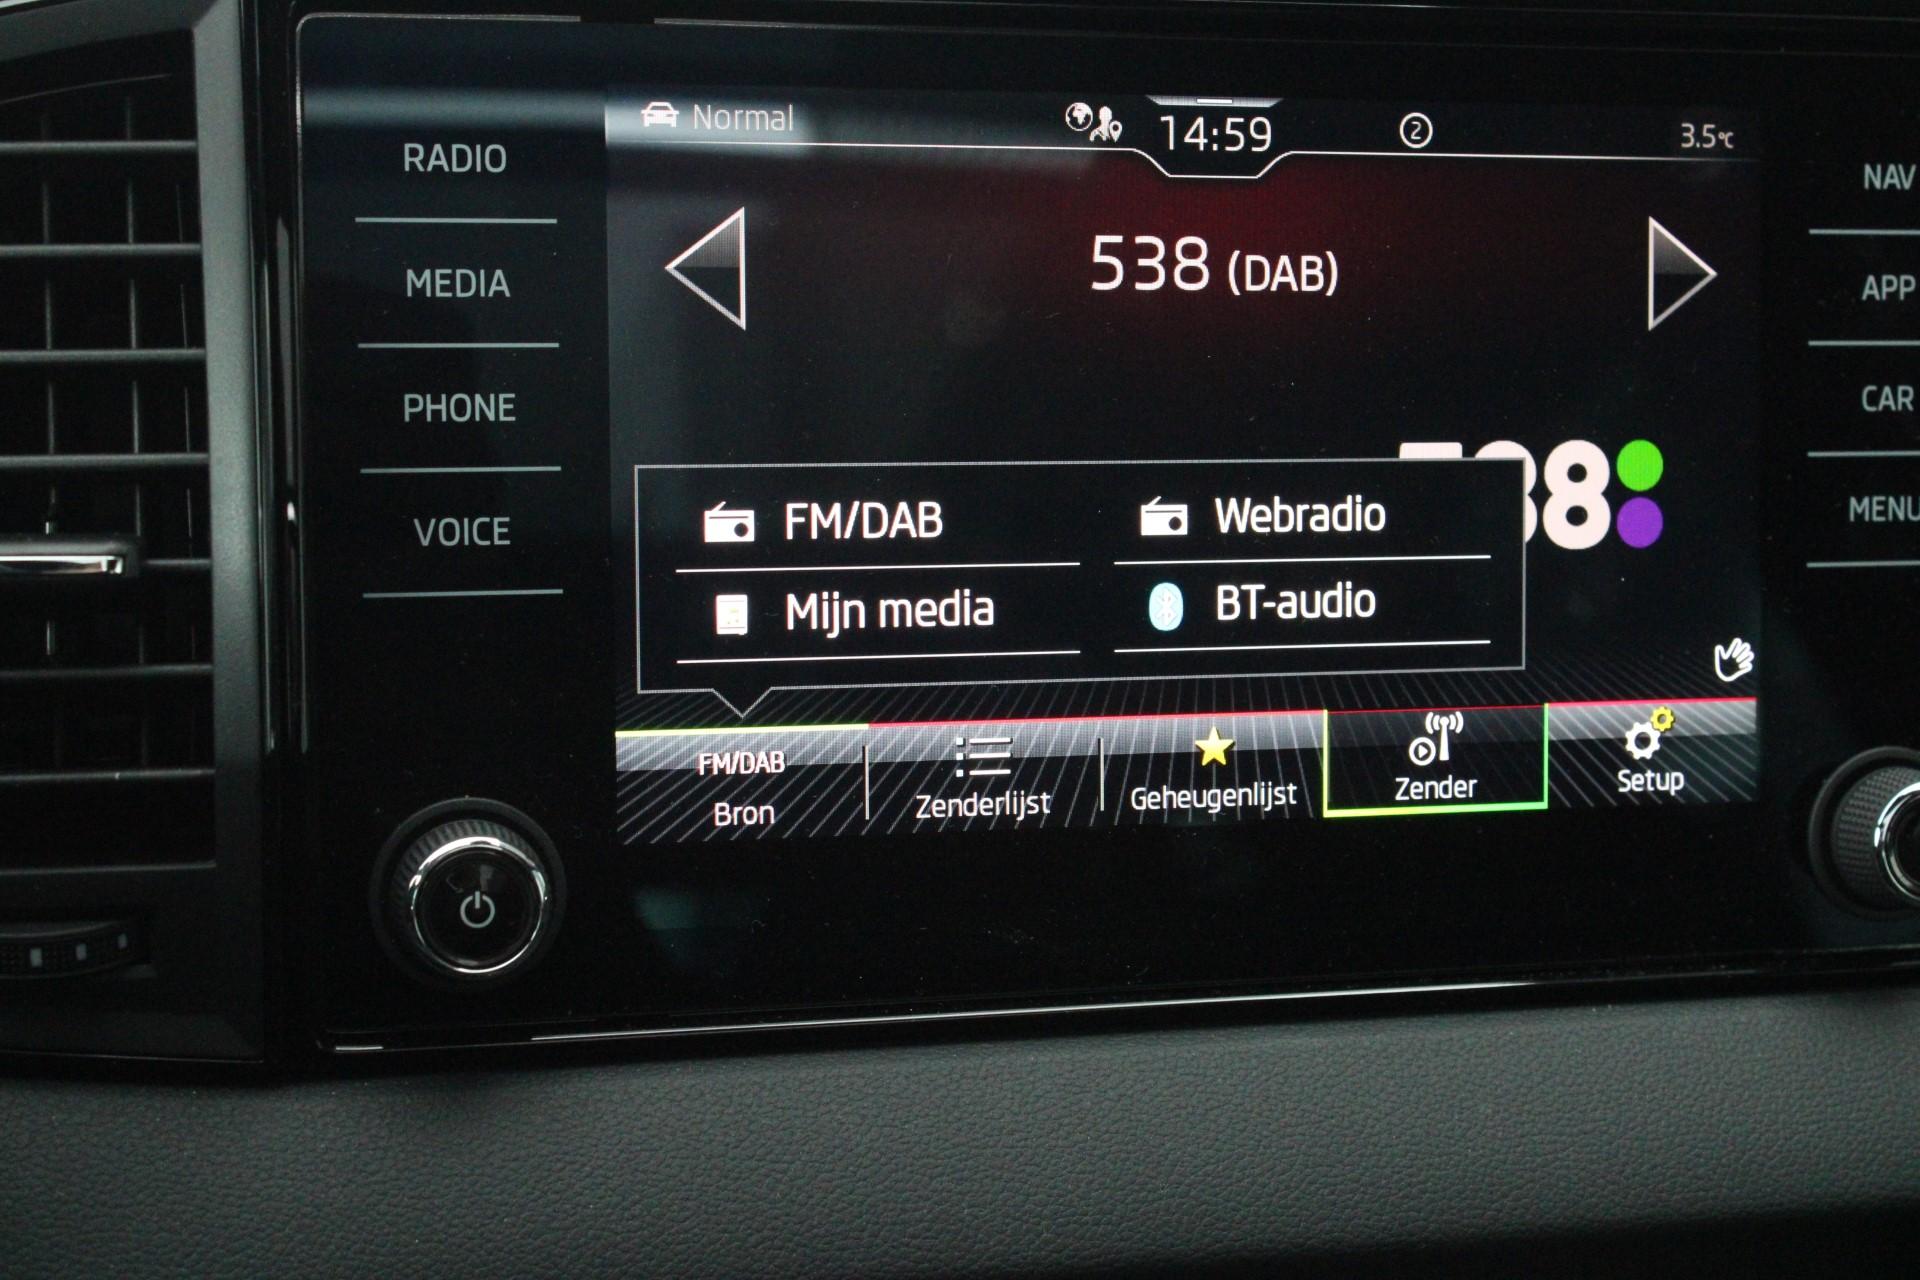 RADIO
MEDIA
PHONE
VOICE
Normal
14:59
2
3.5°C
538 (DAB)
FM/DAB
Webradio
Mijn media
BT-audio
FM/DAB
Bron
Zenderlijst
Geheugenlijst
Zender
Setup
NAV
APP
CAR
MENU